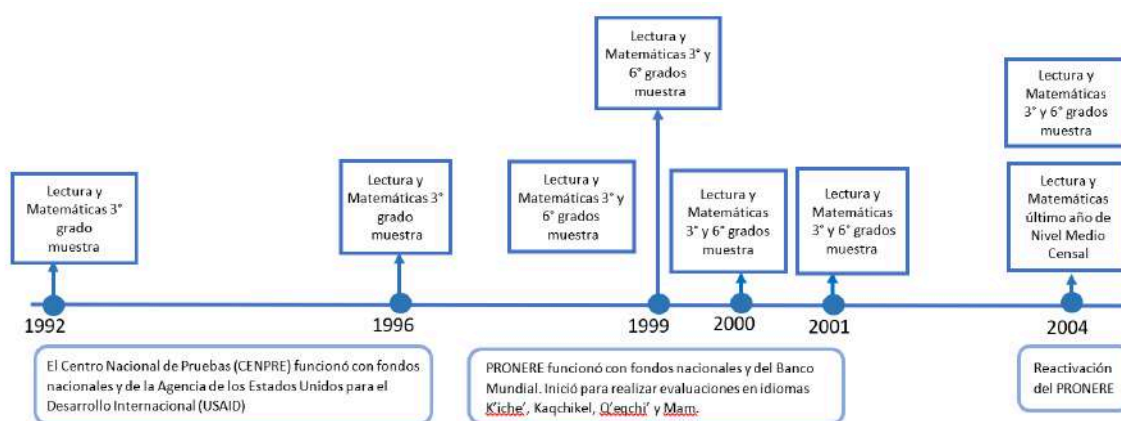 Lectura y
Matemáticas 3°
grado
muestra
Lectura y
Matemáticas 3°
grado
muestra
Lectura y
Matemáticas 3° y
6° grados
muestra
Lectura y
Matemáticas 3° y
6° grados
muestra
Lectura y
Matemáticas
3° y 6° grados
muestra
Lectura y
Matemáticas
3° y 6° grados
muestra
Lectura y
Matemáticas
3° y 6° grados
muestra
Lectura y
Matemáticas
último año de
Nivel Medio
Censal
1992
1996
1999
2000
2001
2004
El Centro Nacional de Pruebas (CENPRE) funcionó con fondos
nacionales y de la Agencia de los Estados Unidos para el
Desarrollo Internacional (USAID)
PRONERE funcionó con fondos nacionales y del Banco
Mundial. Inició para realizar evaluaciones en idiomas
K'iche', Kaqchikel, Q'eqchi' y Mam.
Reactivación
del PRONERE